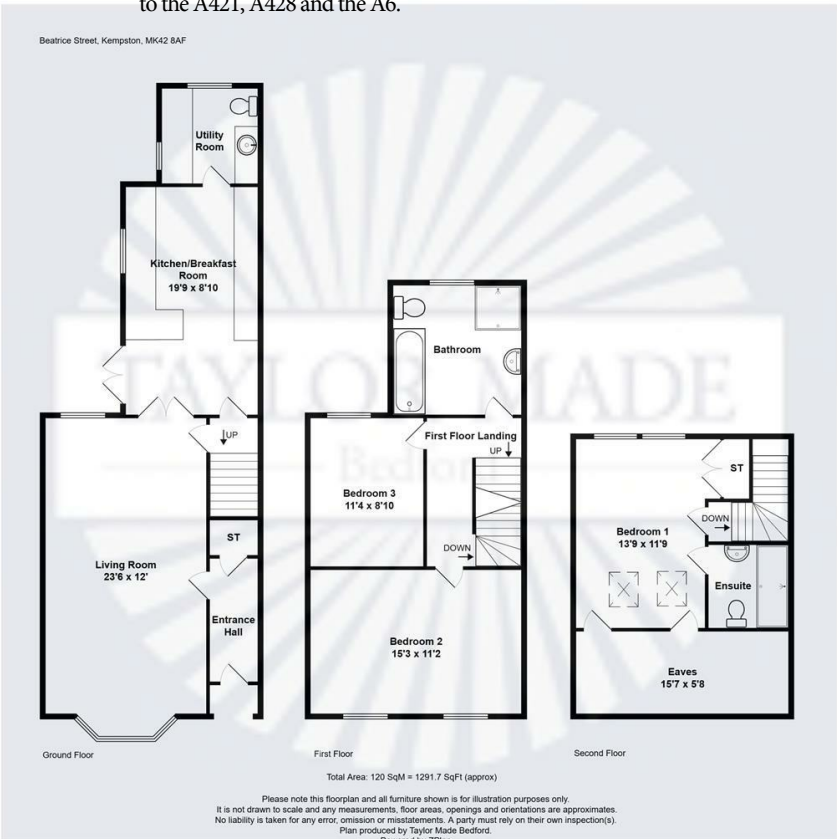 to the A421, A428 and the A6.
Beatrice Street, Kempston, MK42 8AF
Utility
Room
Kitchen/Breakfast
Room
19'9 x 8'10
UP
ST
Living Room
23'6 x 12'
Entrance
Hall
Ground Floor
Bathroom
First Floor Landing
UP
Bedroom 3
11'4 x 8'10
DOWN
Bedroom 2
15'3 x 11'2
First Floor
ST
DOWN
Bedroom 1
13'9 x 11'9
Ensuite
Eaves
15'7 x 5'8
Second Floor
TAYLOR MADE
Bedford
Total Area: 120 SqM = 1291.7 SqFt (approx)
Please note this floorplan and all furniture shown is for illustration purposes only.
It is not drawn to scale and any measurements, floor areas, openings and orientations are approximates.
No liability is taken for any error, omission or misstatements. A party must rely on their own inspection(s).
Plan produced by Taylor Made Bedford.